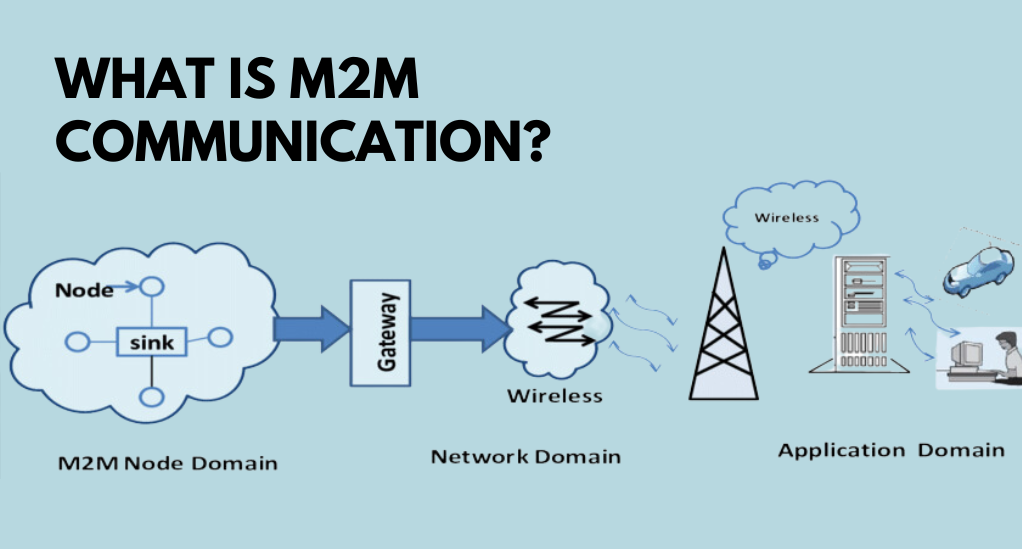 WHAT IS M2M
COMMUNICATION?
Wireless
Node
sink
Gateway
Wireless
M2M Node Domain
Network Domain
Application Domain